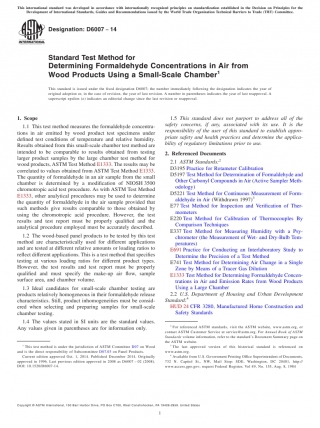 This international standard was developed in accordance with internationally recognized principles on standardization established in the Decision on Principles for the
Development of International Standards, Guides and Recommendations issued by the World Trade Organization Technical Barriers to Trade (TBT) Committee.
Designation: D6007 − 14
INTERNATIONAL
Standard Test Method for
Determining Formaldehyde Concentrations in Air from
Wood Products Using a Small-Scale Chamber1
This standard is issued under the fixed designation D6007; the number immediately following the designation indicates the year of
original adoption or, in the case of revision, the year of last revision. A number in parentheses indicates the year of last reapproval. A
superscript epsilon (ε) indicates an editorial change since the last revision or reapproval.
1. Scope
1.1 This test method measures the formaldehyde concentra-
tions in air emitted by wood product test specimens under
defined test conditions of temperature and relative humidity.
Results obtained from this small-scale chamber test method are
intended to be comparable to results obtained from testing
larger product samples by the large chamber test method for
wood products, ASTM Test Method E1333. The results may be
correlated to values obtained from ASTM Test Method E1333.
The quantity of formaldehyde in an air sample from the small
chamber is determined by a modification of NIOSH 3500
chromotropic acid test procedure. As with ASTM Test Method
E1333, other analytical procedures may be used to determine
the quantity of formaldehyde in the air sample provided that
such methods give results comparable to those obtained by
using the chromotropic acid procedure. However, the test
results and test report must be properly qualified and the
analytical procedure employed must be accurately described.
1.2 The wood-based panel products to be tested by this test
method are characteristically used for different applications
and are tested at different relative amounts or loading ratios to
reflect different applications. This is a test method that specifies
testing at various loading ratios for different product types.
However, the test results and test report must be properly
qualified and must specify the make-up air flow, sample
surface area, and chamber volume.
1.3 Ideal candidates for small-scale chamber testing are
products relatively homogeneous in their formaldehyde release
characteristics. Still, product inhomogeneities must be consid-
ered when selecting and preparing samples for small-scale
chamber testing.
1.4 The values stated in SI units are the standard values.
Any values given in parentheses are for information only.
1 This test method is under the jurisdiction of ASTM Committee D07 on Wood
and is the direct responsibility of Subcommittee D07.03 on Panel Products.
Current edition approved Oct. 1, 2014. Published December 2014. Originally
approved in 1996. Last previous edition approved in 2008 as D6007 – 02 (2008).
DOI: 10.1520/D6007-14.
1.5 This standard does not purport to address all of the
safety concerns, if any, associated with its use. It is the
responsibility of the user of this standard to establish appro-
priate safety and health practices and determine the applica-
bility of regulatory limitations prior to use.
2. Referenced Documents
2.1 ASTM Standards:2
D3195 Practice for Rotameter Calibration
D5197 Test Method for Determination of Formaldehyde and
Other Carbonyl Compounds in Air (Active Sampler Meth-
odology)
D5221 Test Method for Continuous Measurement of Form-
aldehyde in Air (Withdrawn 1997)3
E77 Test Method for Inspection and Verification of Ther-
mometers
E220 Test Method for Calibration of Thermocouples By
Comparison Techniques
E337 Test Method for Measuring Humidity with a Psy-
chrometer (the Measurement of Wet- and Dry-Bulb Tem-
peratures)
E691 Practice for Conducting an Interlaboratory Study to
Determine the Precision of a Test Method
E741 Test Method for Determining Air Change in a Single
Zone by Means of a Tracer Gas Dilution
E1333 Test Method for Determining Formaldehyde Concen-
trations in Air and Emission Rates from Wood Products
Using a Large Chamber
2.2 U.S. Department of Housing and Urban Development
Standard:4
HUD 24 CFR 3280, Manufactured Home Construction and
Safety Standards
2 For referenced ASTM standards, visit the ASTM website, www.astm.org, or
contact ASTM Customer Service at service@astm.org. For Annual Book of ASTM
Standards volume information, refer to the standard's Document Summary page on
the ASTM website.
3 The last approved version of this historical standard is referenced on
www.astm.org.
4 Available from U.S. Government Printing Office Superintendent of Documents,
732 N. Capitol St., NW, Mail Stop: SDE, Washington, DC 20401, http://
www.access.gpo.gov. request Federal Register, Vol 49, No. 155, Aug. 9, 1984
1